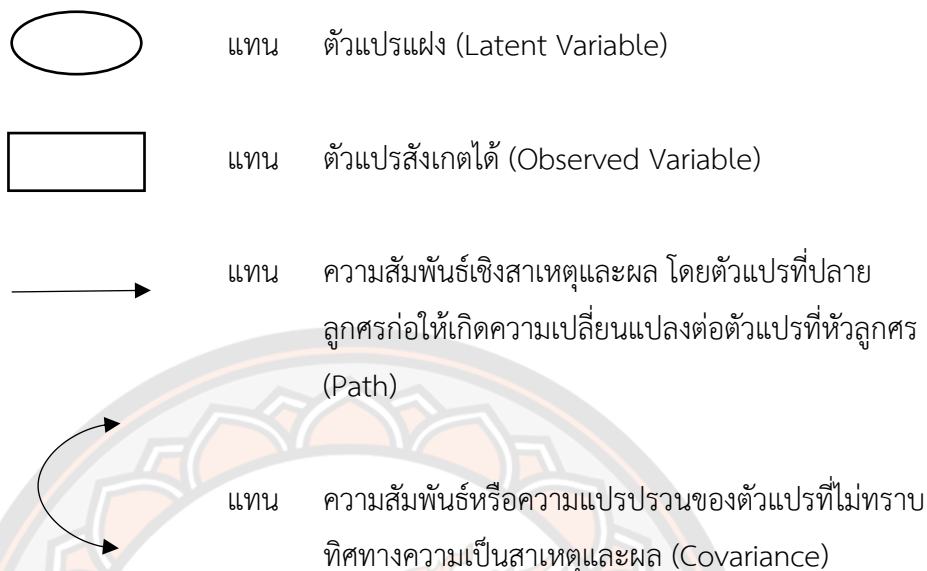 แทน ตัวแปรแฝง (Latent Variable)
แทน ตัวแปรสังเกตได้ (Observed Variable)
แทน ความสัมพันธ์เชิงสาเหตุและผล โดยตัวแปรที่ปลาย
ลูกศรก่อให้เกิดความเปลี่ยนแปลงต่อตัวแปรที่หัวลูกศร
(Path)
แทน ความสัมพันธ์หรือความแปรปรวนของตัวแปรที่ไม่ทราบ
ทิศทางความเป็นสาเหตุและผล (Covariance)